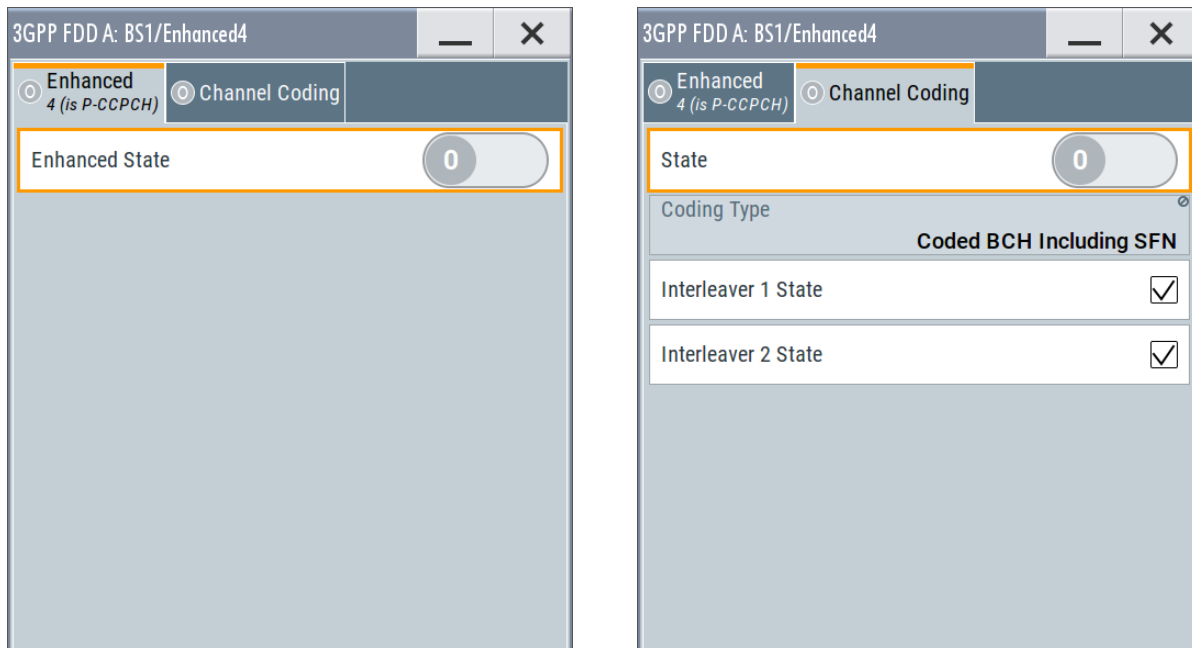 3GPP FDD A: BS1/Enhanced4
Enhanced
4 (is P-CCPCH)
Channel Coding
Enhanced State
0
3GPP FDD A: BS1/Enhanced4
Enhanced
4 (is P-CCPCH)
Channel Coding
State
0
Coding Type
Coded BCH Including SFN
Interleaver 1 State
Interleaver 2 State